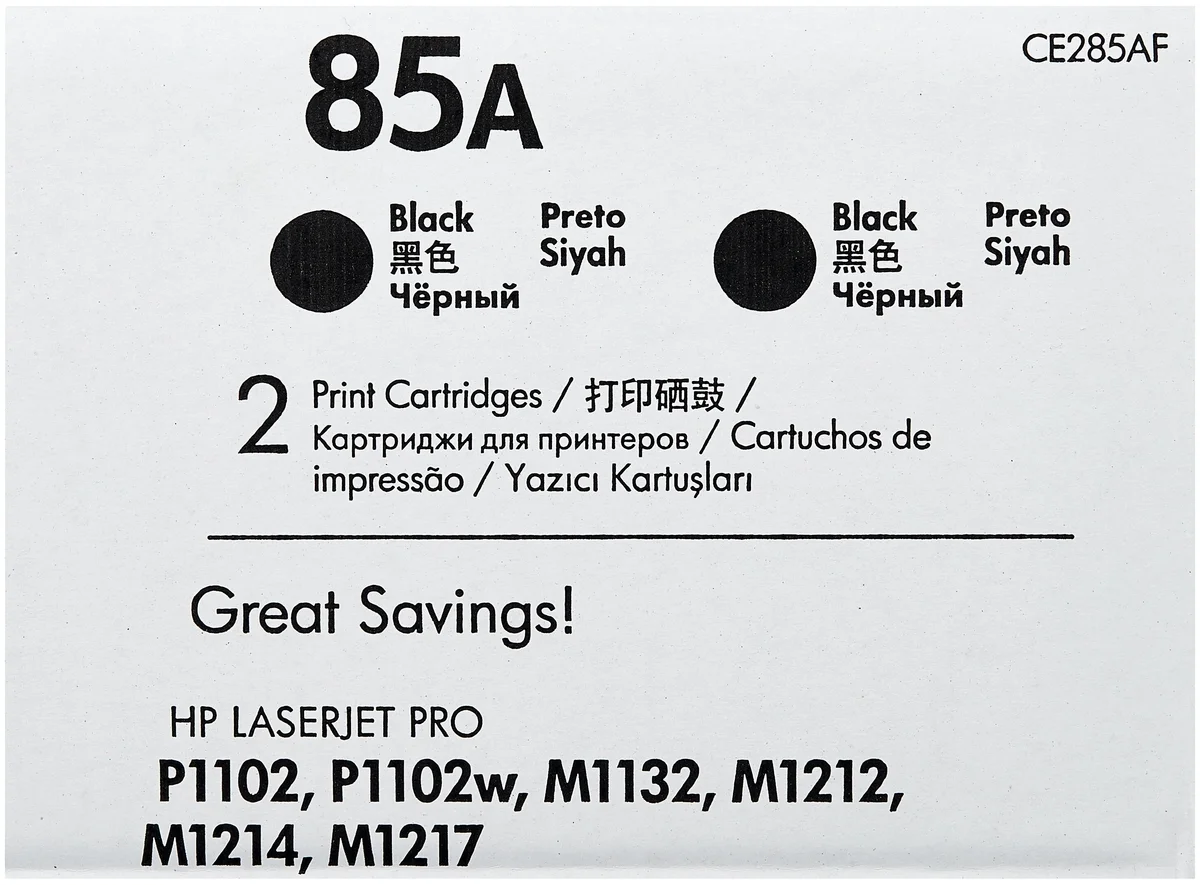 85A
CE285AF
Black Preto
黑色 Siyah
Чёрный
Black Preto
黑色 Siyah
Чёрный
2 Print Cartridges / 打印硒鼓 /
Картриджи для принтеров / Cartuchos de
impressão / Yazıcı Kartuşları
Great Savings!
HP LASERJET PRO
P1102, P1102w, M1132, M1212,
M1214, M1217